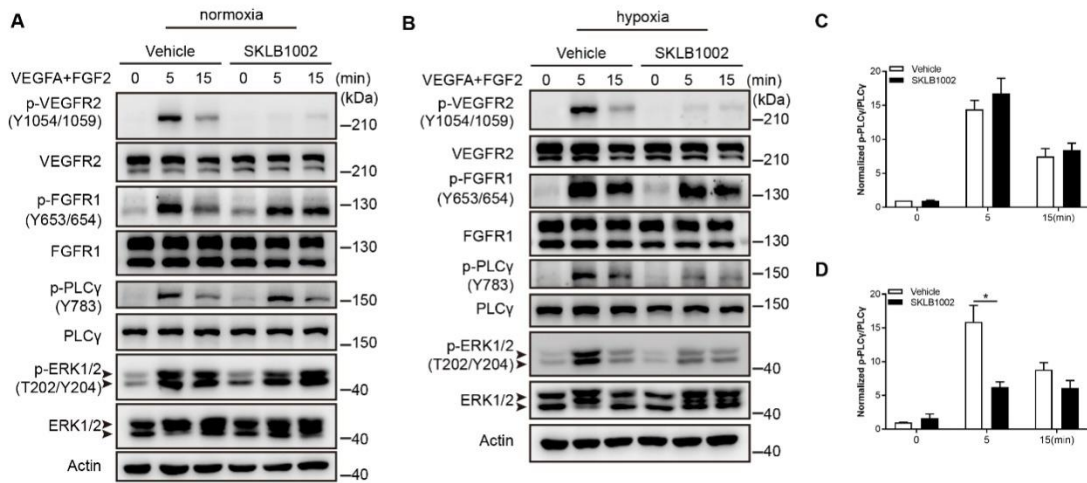 A
normoxia
Vehicle SKLB1002
VEGFA+FGF2 0 5 15 0 5 15 (min)
(kDa)
p-VEGFR2
(Y1054/1059)
210
VEGFR2
210
p-FGFR1
(Y653/654)
130
FGFR1
130
p-PLCγ
(Y783)
150
PLCγ
150
p-ERK1/2
(T202/Y204)
40
ERK1/2
40
Actin
40
B
hypoxia
Vehicle SKLB1002
VEGFA+FGF2 0 5 15 0 5 15 (min)
(kDa)
p-VEGFR2
(Y1054/1059)
210
VEGFR2
210
p-FGFR1
(Y653/654)
130
FGFR1
130
p-PLCγ
(Y783)
150
PLCγ
150
p-ERK1/2
(T202/Y204)
40
ERK1/2
40
Actin
40
C
Vehicle
SKLB1002
Normalized p-PLCγ/PLCγ
20
15
10
5
0
0 5 15(min)
D
Vehicle
SKLB1002
Normalized p-PLCγ/PLCγ
20
15
10
5
0
*
0 5 15(min)